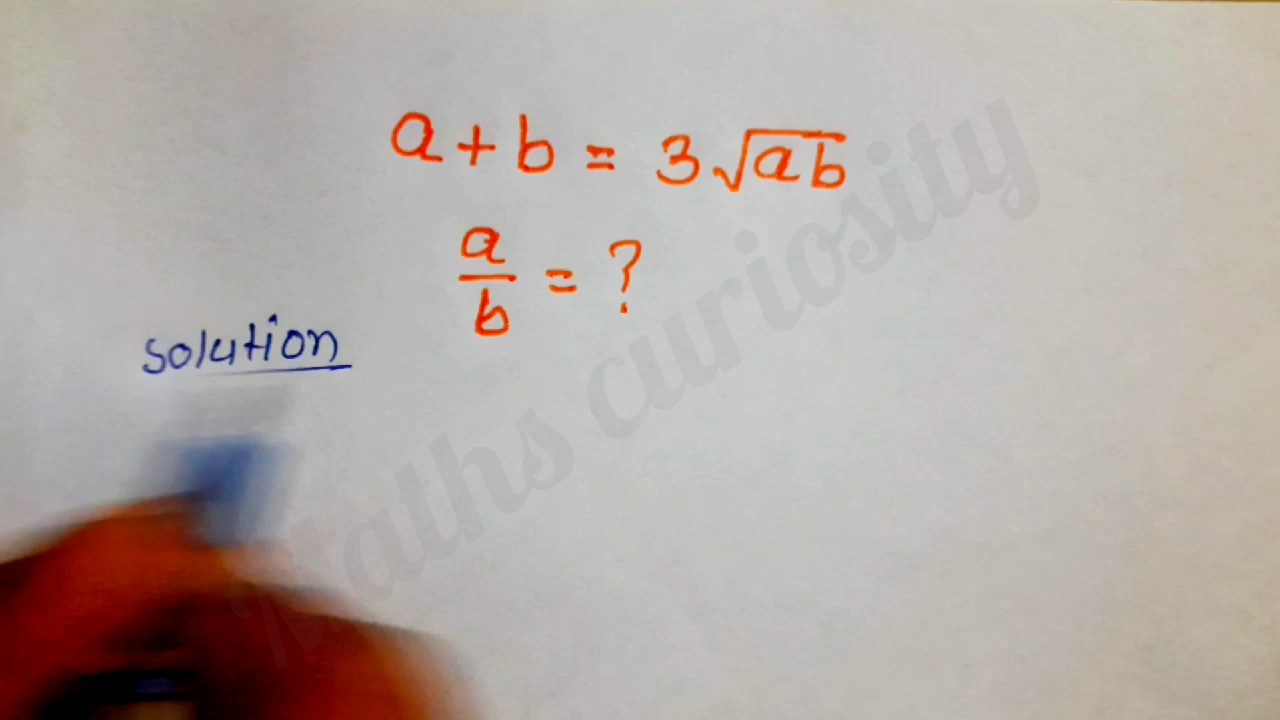 a + b = 3√ab
a/b = ?
Solution
Maths curiosity